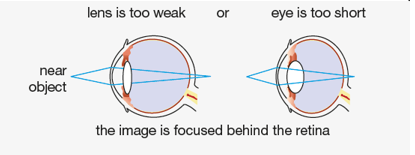 lens is too weak or eye is too short
near
object
the image is focused behind the retina